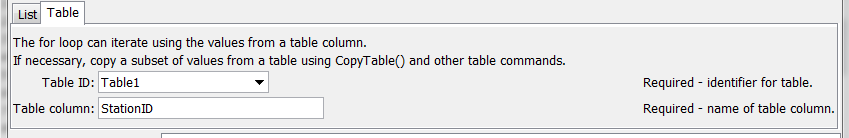 List Table
The for loop can iterate using the values from a table column.
If necessary, copy a subset of values from a table using CopyTable() and other table commands.
Table ID: Table1 Required - identifier for table.
Table column: StationID Required - name of table column.